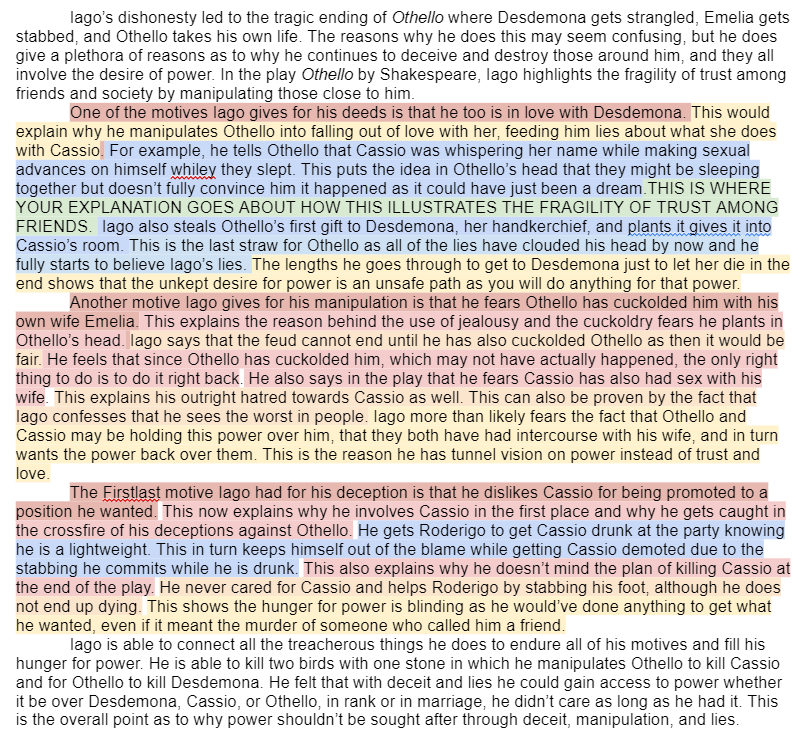 Iago’s dishonesty led to the tragic ending of Othello where Desdemona gets strangled, Emelia gets
stabbed, and Othello takes his own life. The reasons why he does this may seem confusing, but he does
give a plethora of reasons as to why he continues to deceive and destroy those around him, and they all
involve the desire of power. In the play Othello by Shakespeare, Iago highlights the fragility of trust among
friends and society by manipulating those close to him.
One of the motives Iago gives for his deeds is that he too is in love with Desdemona. This would
explain why he manipulates Othello into falling out of love with her, feeding him lies about what she does
with Cassio. For example, he tells Othello that Cassio was whispering her name while making sexual
advances on himself whiley they slept. This puts the idea in Othello’s head that they might be sleeping
together but doesn’t fully convince him it happened as it could have just been a dream.THIS IS WHERE
YOUR EXPLANATION GOES ABOUT HOW THIS ILLUSTRATES THE FRAGILITY OF TRUST AMONG
FRIENDS. Iago also steals Othello’s first gift to Desdemona, her handkerchief, and plants it gives it into
Cassio’s room. This is the last straw for Othello as all of the lies have clouded his head by now and he
fully starts to believe Iago’s lies. The lengths he goes through to get to Desdemona just to let her die in the
end shows that the unkept desire for power is an unsafe path as you will do anything for that power.
Another motive Iago gives for his manipulation is that he fears Othello has cuckolded him with his
own wife Emelia. This explains the reason behind the use of jealousy and the cuckoldry fears he plants in
Othello’s head. Iago says that the feud cannot end until he has also cuckolded Othello as then it would be
fair. He feels that since Othello has cuckolded him, which may not have actually happened, the only right
thing to do is to do it right back. He also says in the play that he fears Cassio has also had sex with his
wife. This explains his outright hatred towards Cassio as well. This can also be proven by the fact that
Iago confesses that he sees the worst in people. Iago more than likely fears the fact that Othello and
Cassio may be holding this power over him, that they both have had intercourse with his wife, and in turn
wants the power back over them. This is the reason he has tunnel vision on power instead of trust and
love.
The Firstlast motive Iago had for his deception is that he dislikes Cassio for being promoted to a
position he wanted. This now explains why he involves Cassio in the first place and why he gets caught in
the crossfire of his deceptions against Othello. He gets Roderigo to get Cassio drunk at the party knowing
he is a lightweight. This in turn keeps himself out of the blame while getting Cassio demoted due to the
stabbing he commits while he is drunk. This also explains why he doesn’t mind the plan of killing Cassio at
the end of the play. He never cared for Cassio and helps Roderigo by stabbing his foot, although he does
not end up dying. This shows the hunger for power is blinding as he would’ve done anything to get what
he wanted, even if it meant the murder of someone who called him a friend.
Iago is able to connect all the treacherous things he does to endure all of his motives and fill his
hunger for power. He is able to kill two birds with one stone in which he manipulates Othello to kill Cassio
and for Othello to kill Desdemona. He felt that with deceit and lies he could gain access to power whether
it be over Desdemona, Cassio, or Othello, in rank or in marriage, he didn’t care as long as he had it. This
is the overall point as to why power shouldn’t be sought after through deceit, manipulation, and lies.